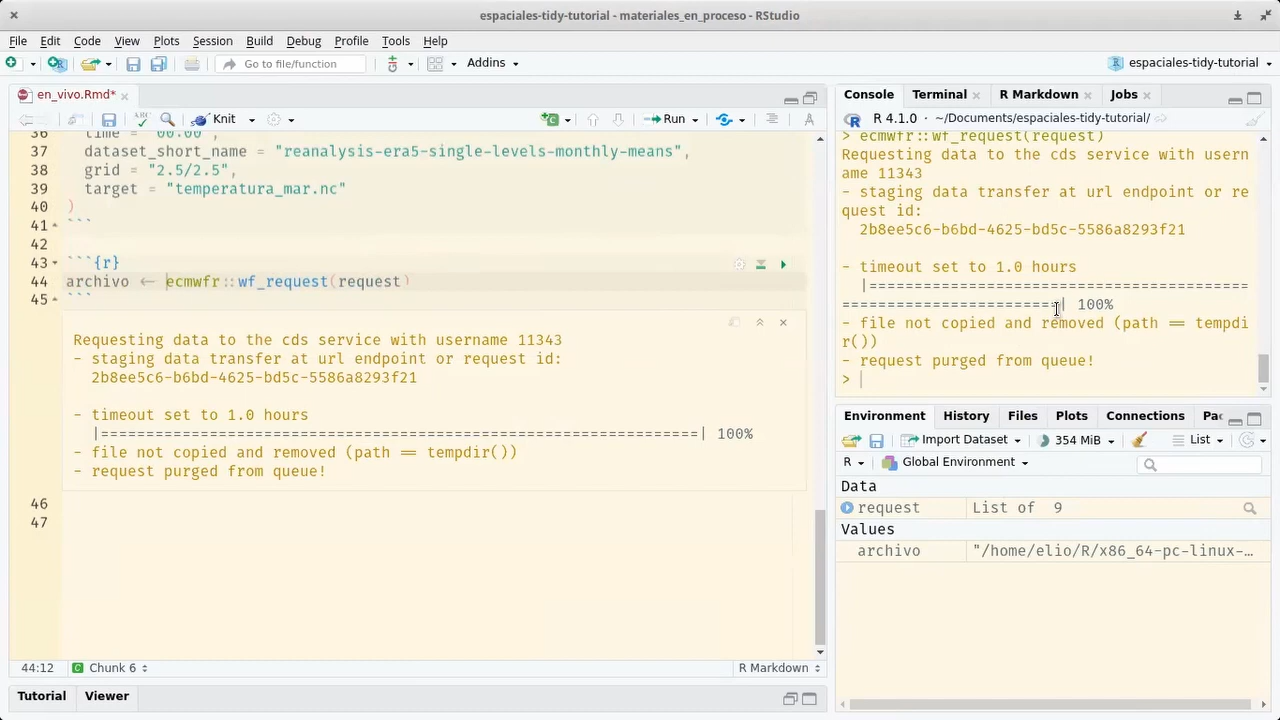 espaciales-tidy-tutorial - materiales_en_proceso - RStudio
File Edit Code View Plots Session Build Debug Profile Tools Help
Go to file/function Addins espaciales-tidy-tutorial
en_vivo.Rmd*
Knit Run
36 time = "00:00",
37 dataset_short_name = "reanalysis-era5-single-levels-monthly-means",
38 grid = "2.5/2.5",
39 target = "temperatura_mar.nc"
40 )
41 ```
42
43 ```{r}
44 archivo <- ecmwfr::wf_request(request)
45 ```
Requesting data to the cds service with username 11343
- staging data transfer at url endpoint or request id:
2b8ee5c6-b6bd-4625-bd5c-5586a8293f21
- timeout set to 1.0 hours
|==================================================================| 100%
- file not copied and removed (path == tempdir())
- request purged from queue!
46
47
44:12 Chunk 6 R Markdown
Tutorial Viewer
Console Terminal R Markdown Jobs
R 4.1.0 · ~/Documents/espaciales-tidy-tutorial/
> ecmwfr::wf_request(request)
Requesting data to the cds service with usern
ame 11343
- staging data transfer at url endpoint or re
quest id:
2b8ee5c6-b6bd-4625-bd5c-5586a8293f21
- timeout set to 1.0 hours
|==========================================
========================| 100%
- file not copied and removed (path == tempdi
r())
- request purged from queue!
>
Environment History Files Plots Connections Pac
Import Dataset 354 MiB List
R Global Environment
Data
request List of 9
Values
archivo "/home/elio/R/x86_64-pc-linux-…